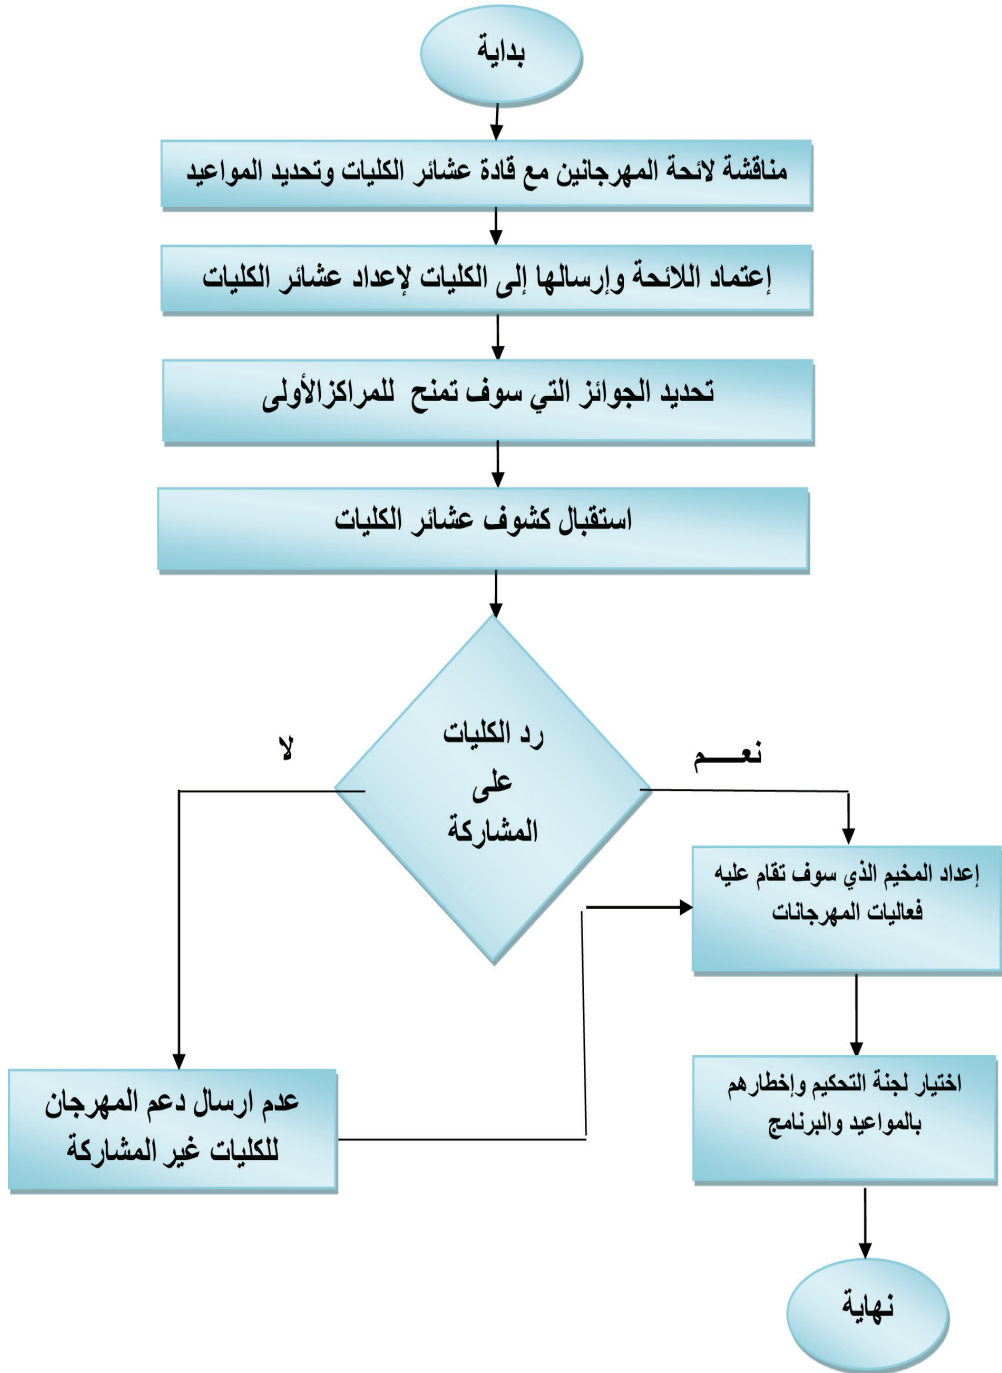 بداية
مناقشة لائحة المهرجانين مع قادة عشائر الكليات وتحديد المواعيد
إعتماد اللائحة وإرسالها إلى الكليات لإعداد عشائر الكليات
تحديد الجوائز التي سوف تمنح للمراكزالأولى
استقبال كشوف عشائر الكليات
رد الكليات
على
المشاركة
نعـــــم
لا
إعداد المخيم الذي سوف تقام عليه
فعاليات المهرجانات
عدم ارسال دعم المهرجان
للكليات غير المشاركة
اختيار لجنة التحكيم وإخطارهم
بالمواعيد والبرنامج
نهاية